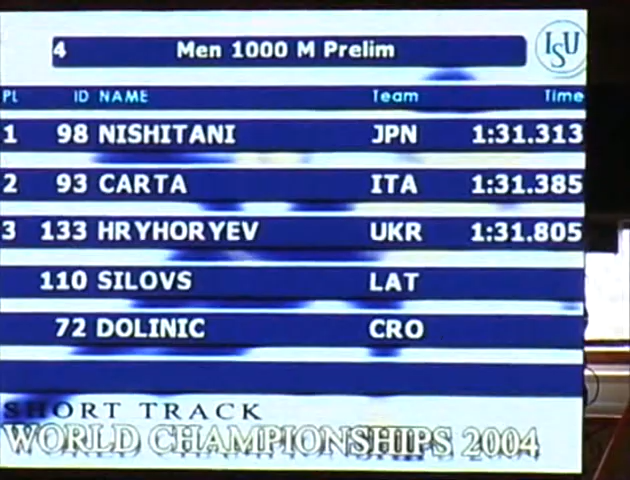 4 Men 1000 M Prelim ISU
PL ID NAME Team Time
1 98 NISHITANI JPN 1:31.313
2 93 CARTA ITA 1:31.385
3 133 HRYHORYEV UKR 1:31.805
110 SILOVS LAT
72 DOLINIC CRO
SHORT TRACK
WORLD CHAMPIONSHIPS 2004